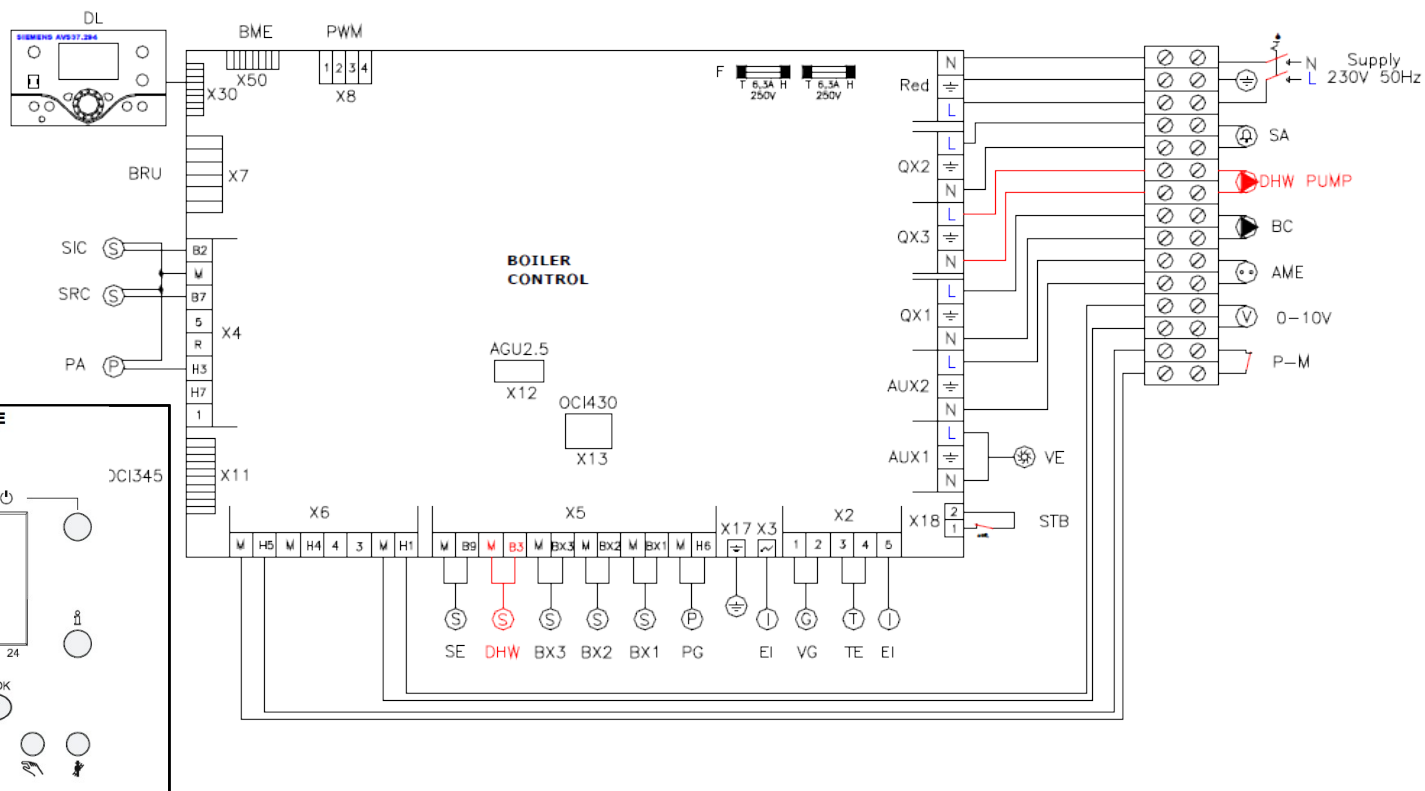 DL
SIEMENS AVS37.294
BME
PWM
X50
1 2 3 4
X8
X30
F
T 6,3A H
250V
T 6,3A H
250V
Red
N
L
N Supply
L 230V 50Hz
BRU
X7
QX2
L
N
SA
DHW PUMP
QX3
L
N
BC
AME
0-10V
V
P-M
SIC S
SRC S
PA P
B2
M
B7
5
R
H3
H7
1
X4
BOILER
CONTROL
QX1
L
N
AUX2
L
N
AUX1
L
N
VE
AGU2.5
X12
OCI430
X13
E
OCI345
X11
24
OK
X6
X5
X17 X3
X2
X18
2
1
STB
M H5 M H4 4 3 M H1
M B9 M B3 M BX3 M BX2 M BX1 M H6
1 2 3 4 5
S S S S S P I G T I
SE DHW BX3 BX2 BX1 PG EI VG TE EI